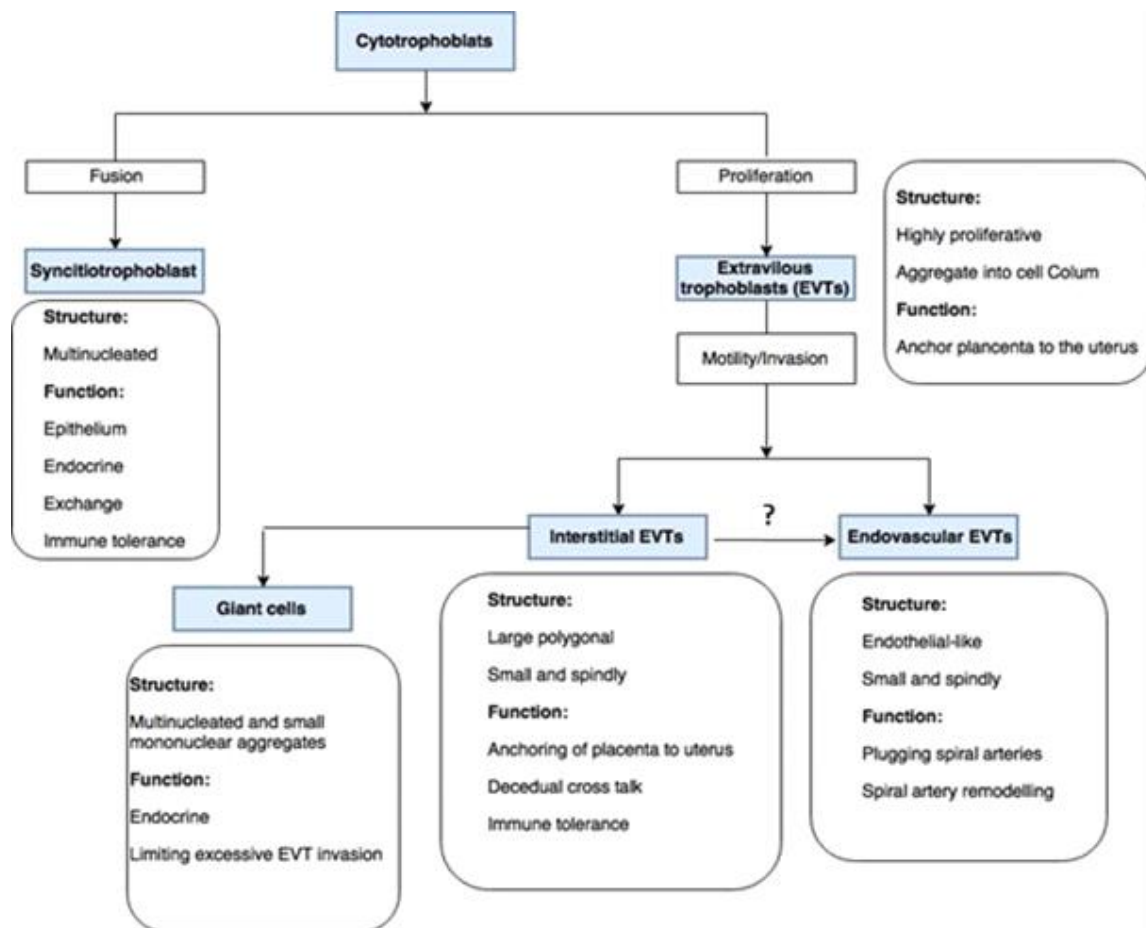 Cytotrophoblats
Fusion
Syncitiotrophoblast
Structure:
Multinucleated
Function:
Epithelium
Endocrine
Exchange
Immune tolerance
Proliferation
Extravilous
trophoblasts (EVTs)
Motility/Invasion
Structure:
Highly proliferative
Aggregate into cell Colum
Function:
Anchor plancenta to the uterus
?
Giant cells
Structure:
Multinucleated and small
mononuclear aggregates
Function:
Endocrine
Limiting excessive EVT invasion
Interstitial EVTs
Structure:
Large polygonal
Small and spindly
Function:
Anchoring of placenta to uterus
Decedual cross talk
Immune tolerance
Endovascular EVTs
Structure:
Endothelial-like
Small and spindly
Function:
Plugging spiral arteries
Spiral artery remodelling